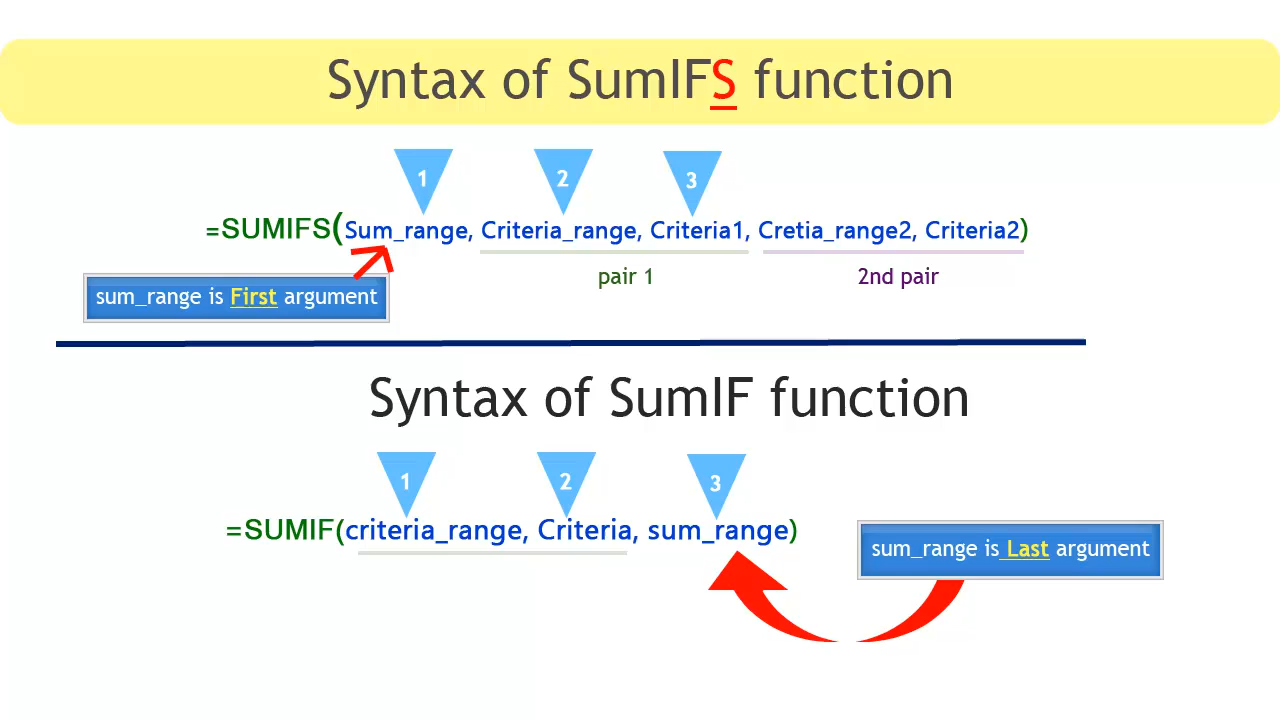 Syntax of SumIFS function
1
2
3
=SUMIFS(Sum_range, Criteria_range, Criteria1, Cretia_range2, Criteria2)
pair 1
2nd pair
sum_range is First argument
Syntax of SumIF function
1
2
3
=SUMIF(criteria_range, Criteria, sum_range)
sum_range is Last argument